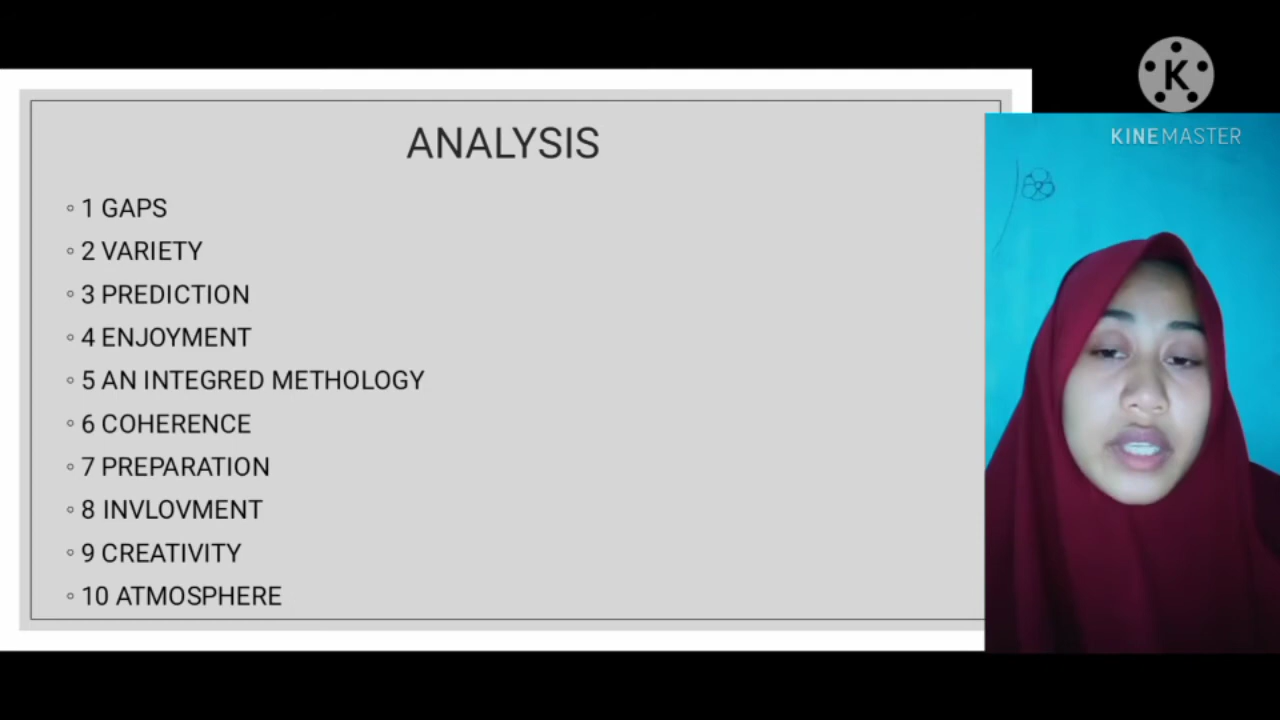 ANALYSIS
1 GAPS
2 VARIETY
3 PREDICTION
4 ENJOYMENT
5 AN INTEGRED METHOLOGY
6 COHERENCE
7 PREPARATION
8 INVLOVMENT
9 CREATIVITY
10 ATMOSPHERE
K
KINEMASTER